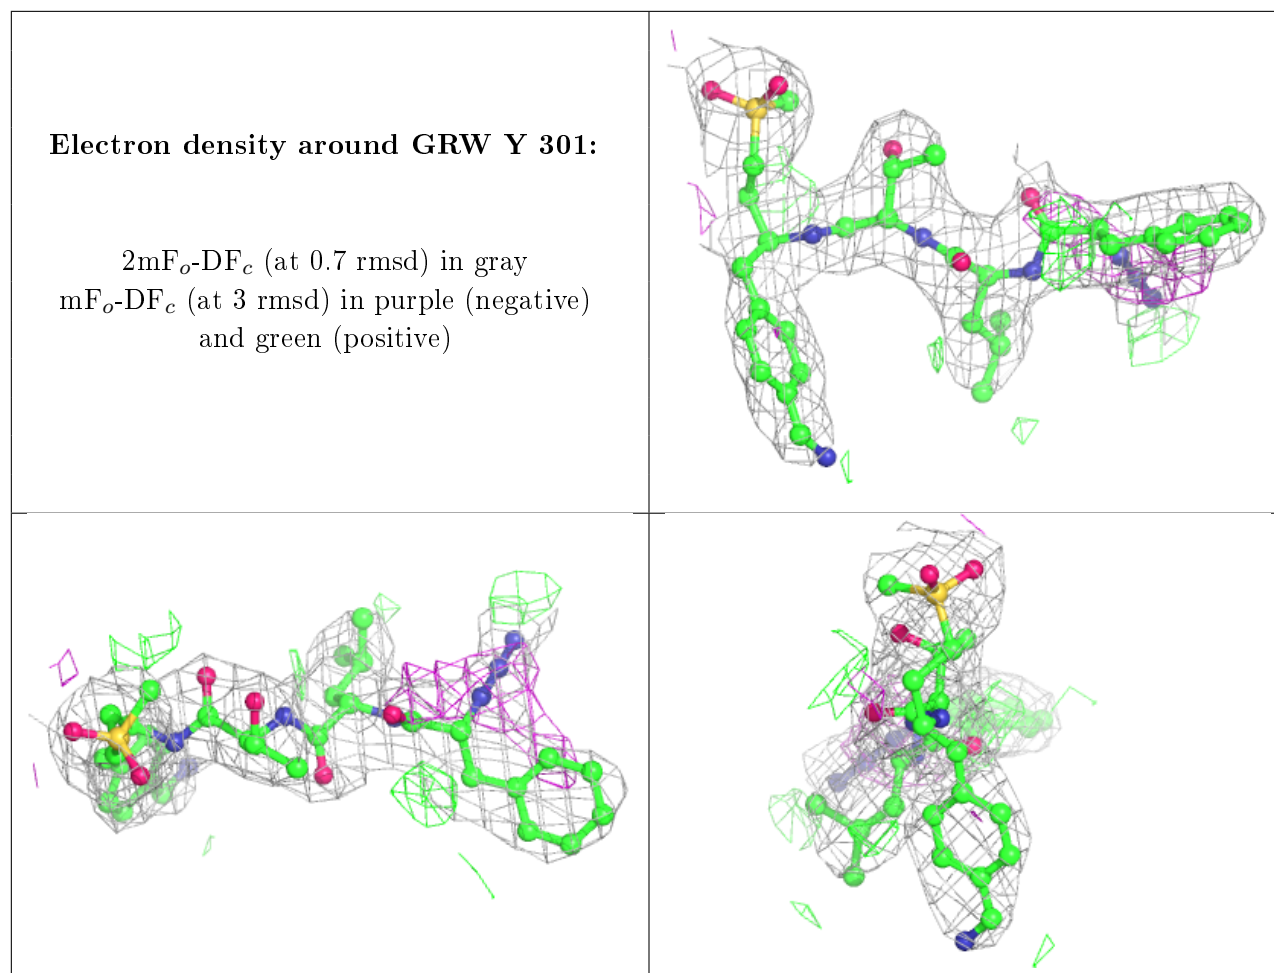 Electron density around GRW Y 301:
2mFo-DFc (at 0.7 rmsd) in gray
mFo-DFc (at 3 rmsd) in purple (negative)
and green (positive)